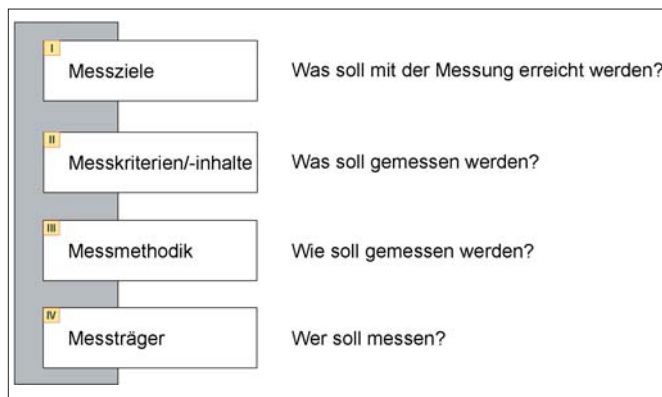 I
Messziele
Was soll mit der Messung erreicht werden?
II
Messkriterien/-inhalte
Was soll gemessen werden?
III
Messmethodik
Wie soll gemessen werden?
IV
Messträger
Wer soll messen?